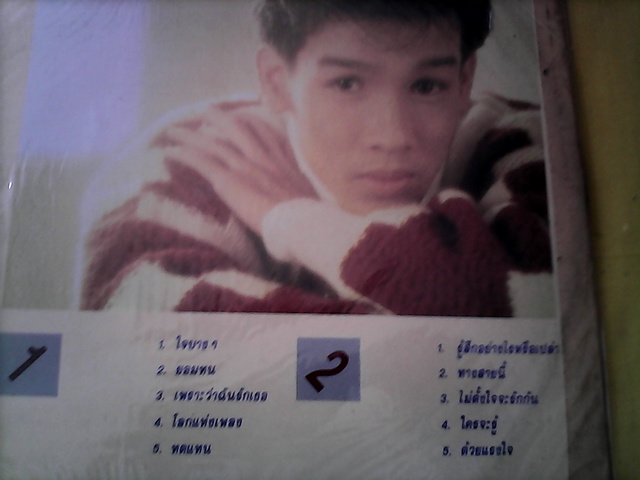 1
1. ใจบาง ๆ
2. ยอมทน
3. เพราะว่าฉันรักเธอ
4. โลกแห่งเพลง
5. ทดแทน
2
1. รู้สึกอย่างไรหรือเปล่า
2. ทางสายนี้
3. ไม่ตั้งใจจะรักกัน
4. ใครจะรู้
5. ด้วยแรงใจ